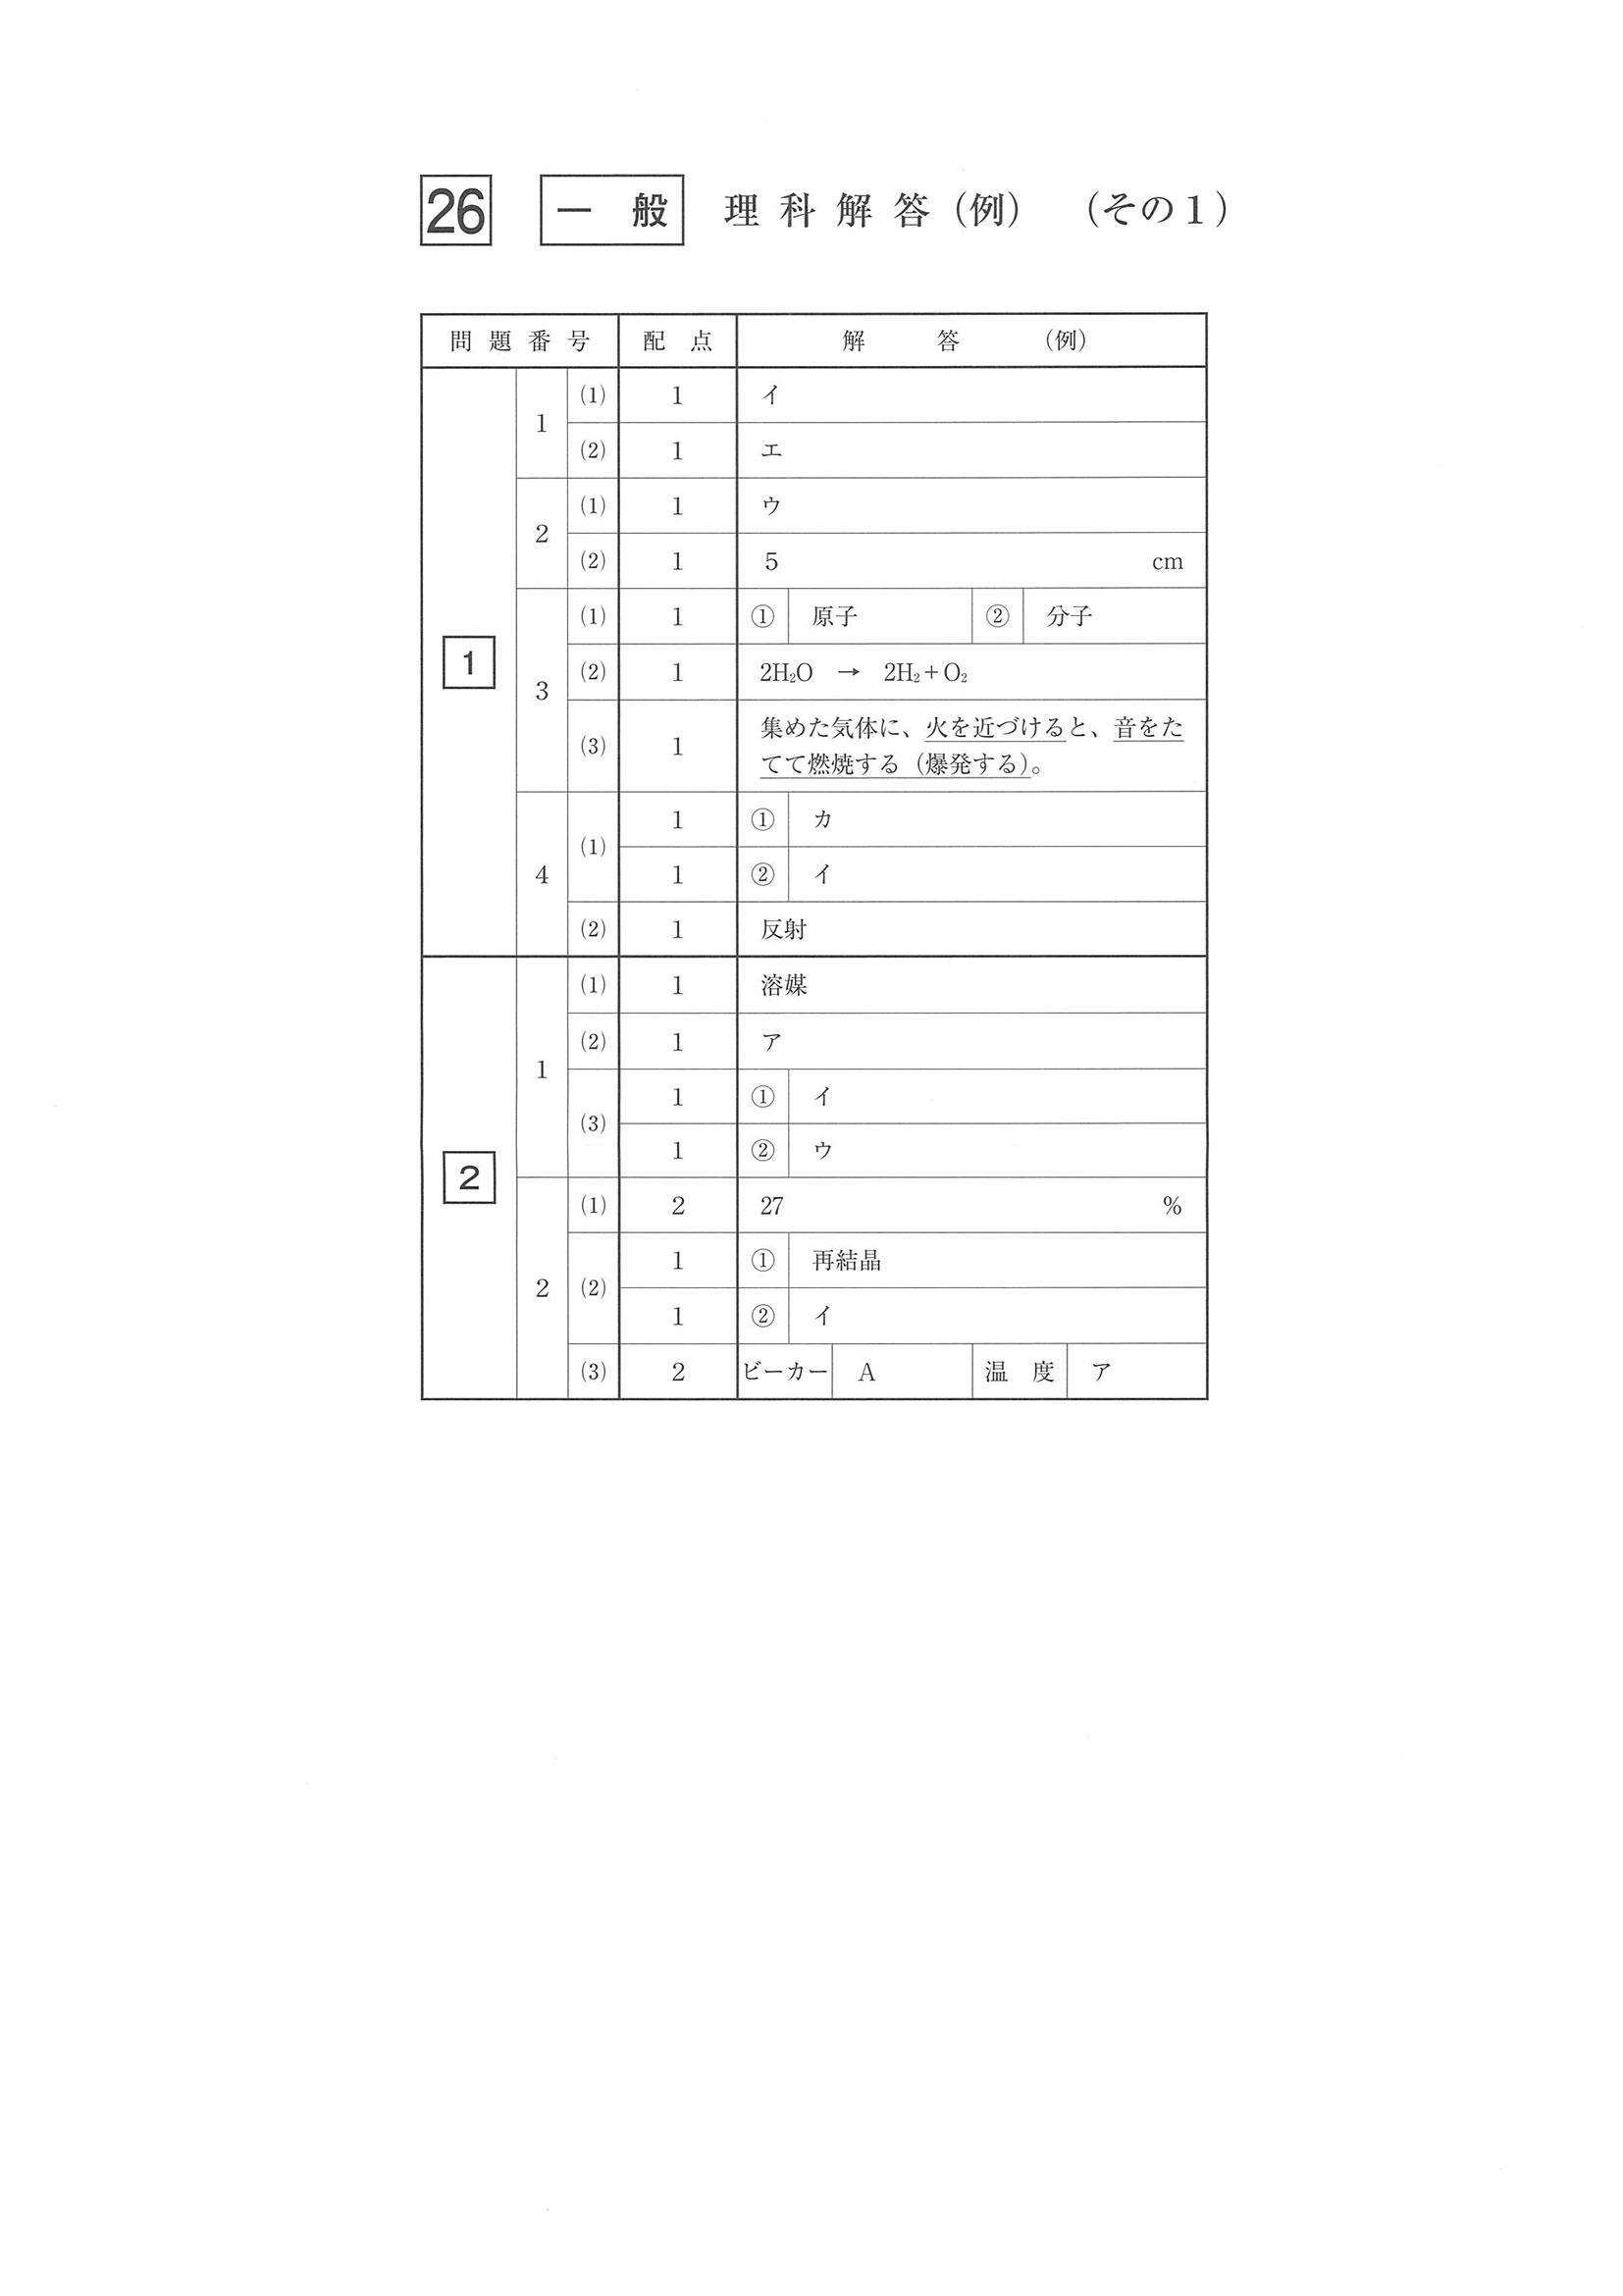 26 一般 理科解答（例） （その１）
問題番号 配点 解答（例）
1 1 (1) 1 イ
(2) 1 エ
2 (1) 1 ウ
(2) 1 5 cm
3 (1) 1 ① 原子 ② 分子
(2) 1 2H₂O → 2H₂＋O₂
(3) 1 集めた気体に、火を近づけると、音をた
てて燃焼する（爆発する）。
4 (1) 1 ① カ
1 ② イ
(2) 1 反射
2 1 (1) 1 溶媒
(2) 1 ア
(3) 1 ① イ
1 ② ウ
2 (1) 2 27 %
(2) 1 ① 再結晶
1 ② イ
(3) 2 ビーカー A 温度 ア